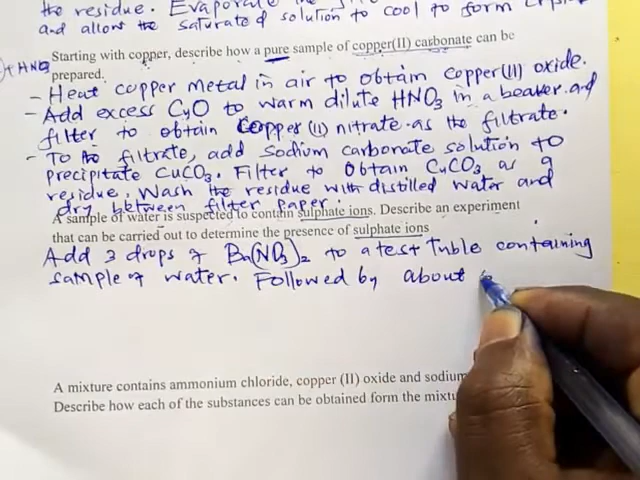 the residue. Evaporate the
and allow the saturated solution to cool to form
+ HNO3
Starting with copper, describe how a pure sample of copper(II) carbonate can be
prepared.
- Heat copper metal in air to obtain copper(II) oxide.
- Add excess CuO to warm dilute HNO3 in a beaker and
filter to obtain Copper (II) nitrate as the filtrate.
- To filtrate, add Sodium carbonate solution to
precipitate CuCO3. Filter to obtain CuCO3 as a
residue. Wash the residue with distilled water and
dry between filter paper.
A sample of water is suspected to contain sulphate ions. Describe an experiment
that can be carried out to determine the presence of sulphate ions
Add 3 drops of Ba(NO3)2 to a test tuble containing
sample of water. Followed by about
A mixture contains ammonium chloride, copper (II) oxide and sodium
Describe how each of the substances can be obtained form the mixtu